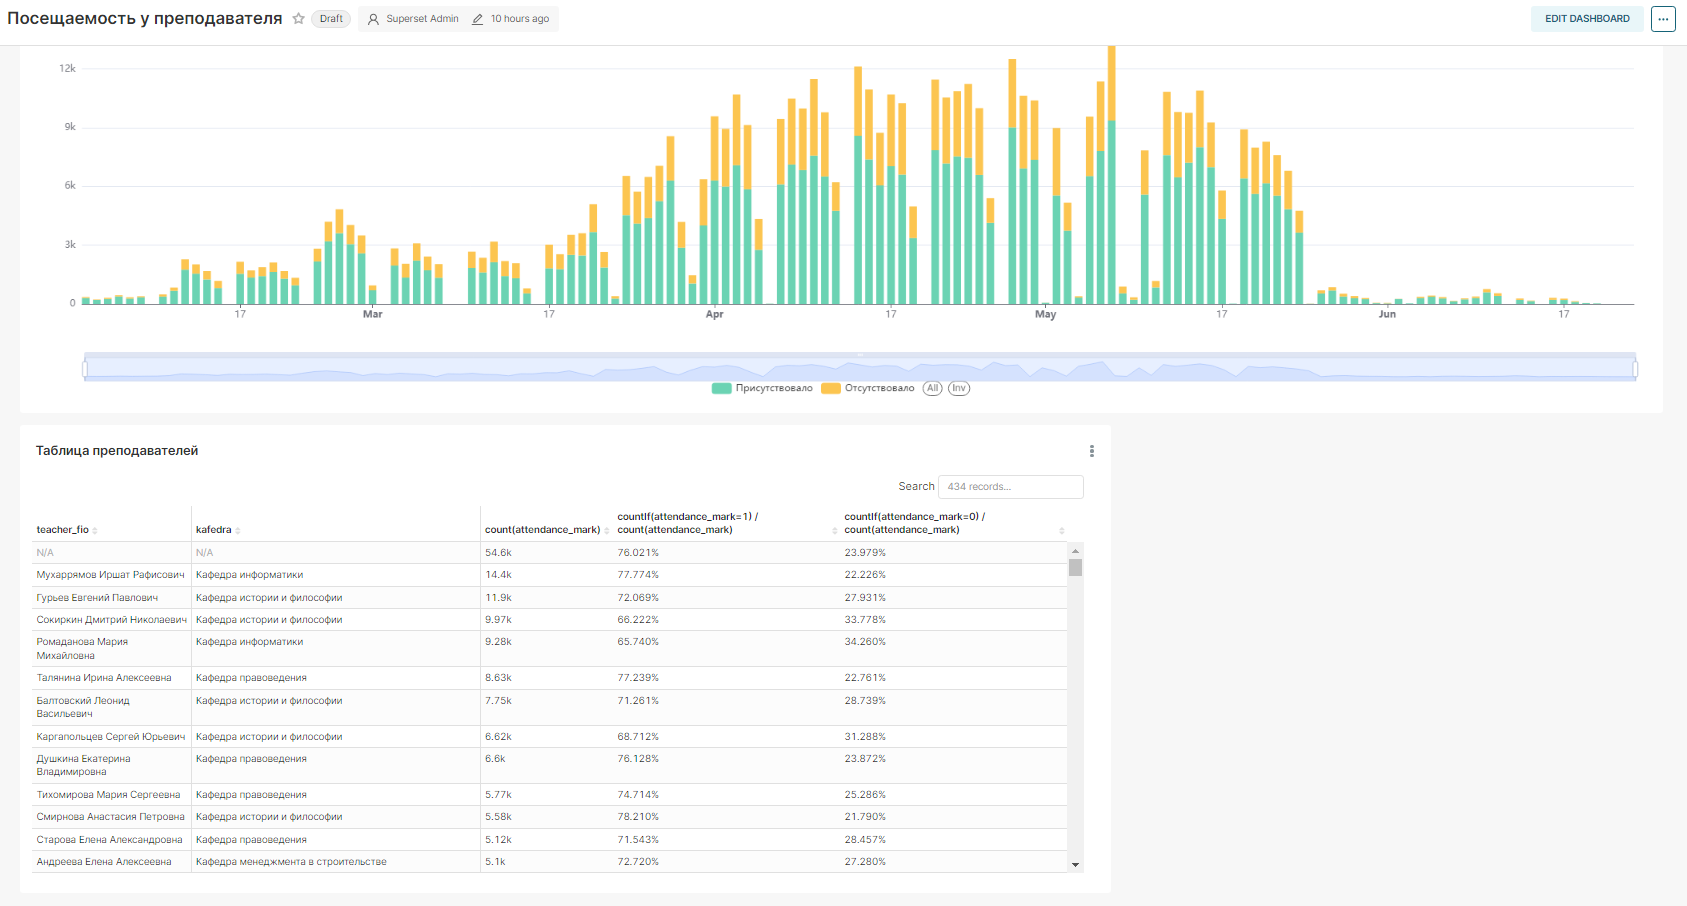 Посещаемость у преподавателя Draft Superset Admin 10 hours ago EDIT DASHBOARD ...
12k
9k
6k
3k
0
17 Mar 17 Apr 17 May 17 Jun 17
Присутствовало Отсутствовало All Inv
Таблица преподавателей
Search 434 records...
teacher_fio kafedra count(attendance_mark) countIf(attendance_mark=1) / count(attendance_mark) countIf(attendance_mark=0) / count(attendance_mark)
N/A N/A 54.6k 76.021% 23.979%
Мухаррямов Иршат Рафисович Кафедра информатики 14.4k 77.774% 22.226%
Гурьев Евгений Павлович Кафедра истории и философии 11.9k 72.069% 27.931%
Сокиркин Дмитрий Николаевич Кафедра истории и философии 9.97k 66.222% 33.778%
Ромаданова Мария Михайловна Кафедра информатики 9.28k 65.740% 34.260%
Талянина Ирина Алексеевна Кафедра правоведения 8.63k 77.239% 22.761%
Балтовский Леонид Васильевич Кафедра истории и философии 7.75k 71.261% 28.739%
Каргапольцев Сергей Юрьевич Кафедра истории и философии 6.62k 68.712% 31.288%
Душкина Екатерина Владимировна Кафедра правоведения 6.6k 76.128% 23.872%
Тихомирова Мария Сергеевна Кафедра правоведения 5.77k 74.714% 25.286%
Смирнова Анастасия Петровна Кафедра истории и философии 5.58k 78.210% 21.790%
Старова Елена Александровна Кафедра правоведения 5.12k 71.543% 28.457%
Андреева Елена Алексеевна Кафедра менеджмента в строительстве 5.1k 72.720% 27.280%